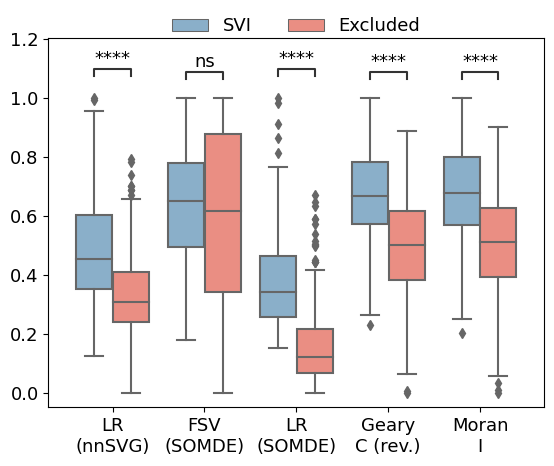 SVI Excluded
1.2
**** ns **** **** ****
1.0
0.8
0.6
0.4
0.2
0.0
LR FSV LR Geary Moran
(nnSVG) (SOMDE) (SOMDE) C (rev.) I